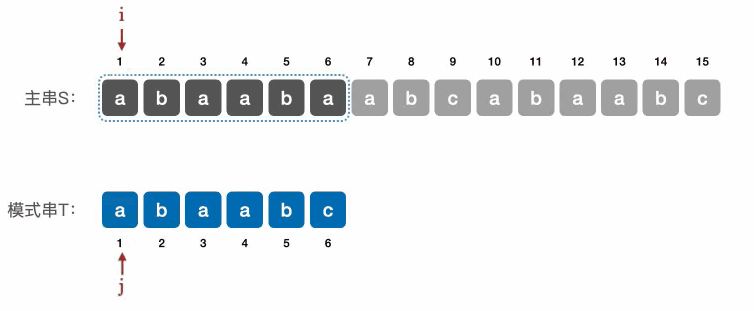 i
1 2 3 4 5 6 7 8 9 10 11 12 13 14 15
主串S: a b a a b a a b c a b a a b c
模式串T: a b a a b c
1 2 3 4 5 6
j